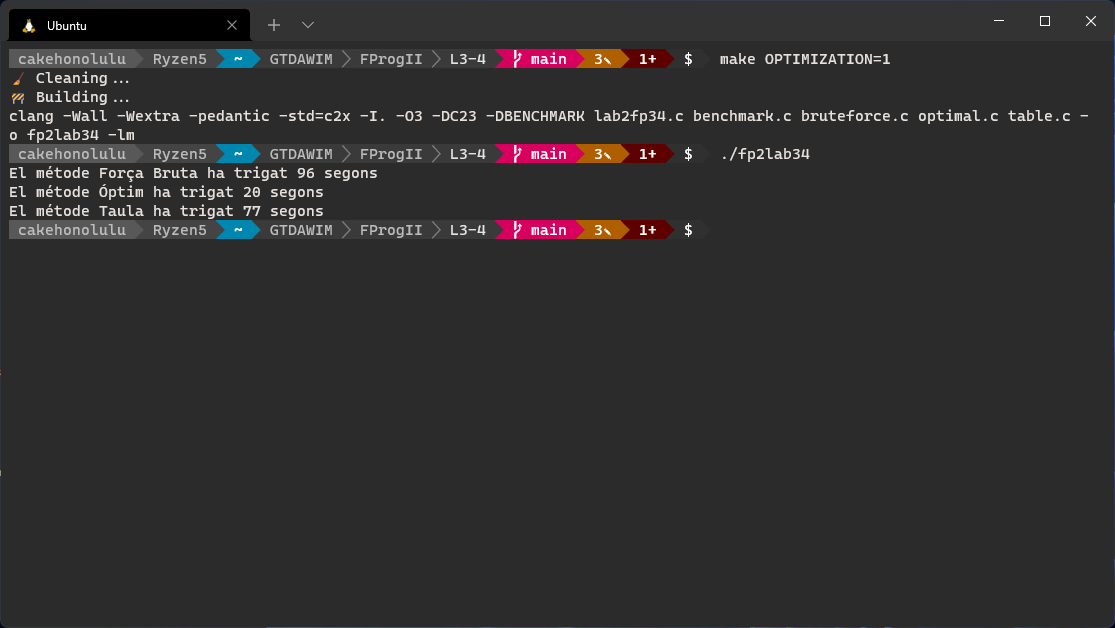 Ubuntu
cakehonolulu Ryzen5 ~ GTDAWIM FProgII L3-4 main 3 1+ $ make OPTIMIZATION=1
Cleaning...
Building...
clang -Wall -Wextra -pedantic -std=c2x -I. -O3 -DC23 -DBENCHMARK lab2fp34.c benchmark.c bruteforce.c optimal.c table.c -
o fp2lab34 -lm
cakehonolulu Ryzen5 ~ GTDAWIM FProgII L3-4 main 3 1+ $ ./fp2lab34
El métode Força Bruta ha trigat 96 segons
El métode Óptim ha trigat 20 segons
El métode Taula ha trigat 77 segons
cakehonolulu Ryzen5 ~ GTDAWIM FProgII L3-4 main 3 1+ $